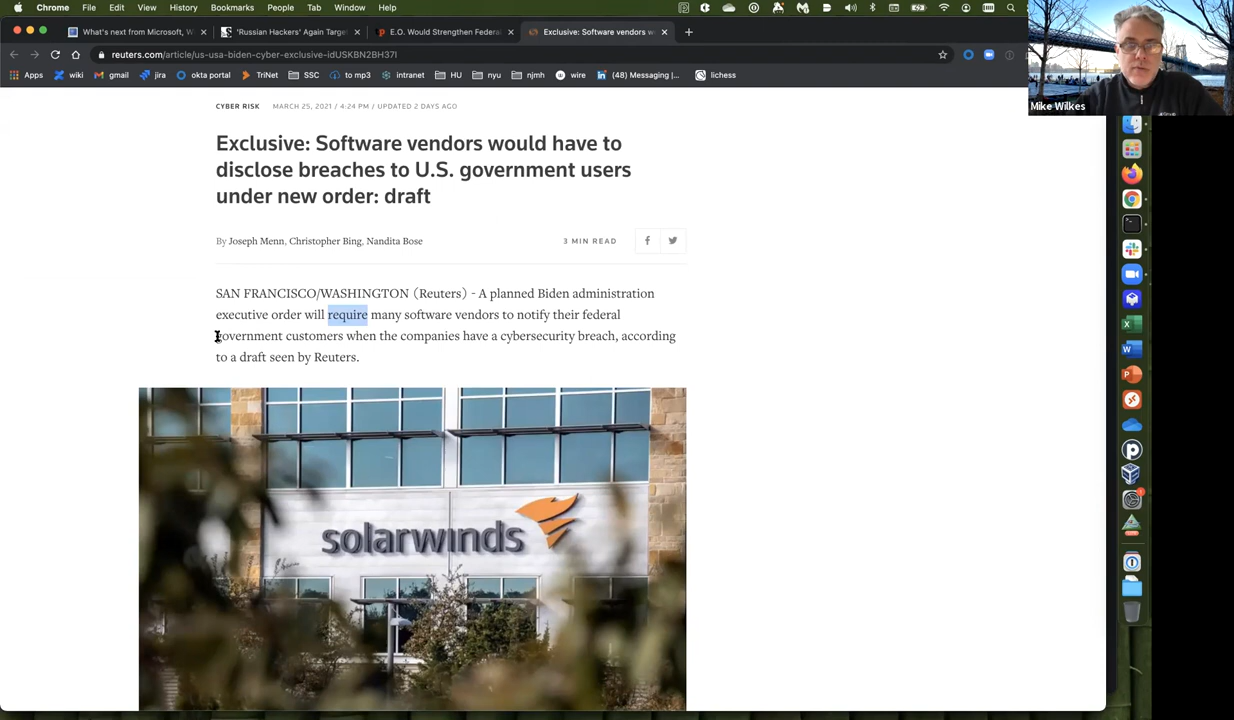 Chrome File Edit View History Bookmarks People Tab Window Help
What's next from Microsoft, W
'Russian Hackers' Again Targe
E.O. Would Strengthen Federal
Exclusive: Software vendors w
reuters.com/article/us-usa-biden-cyber-exclusive-idUSKBN2BH37I
Apps wiki gmail jira okta portal TriNet SSC to mp3 intranet HU nyu njmh wire (48) Messaging |... lichess
Mike Wilkes
CYBER RISK MARCH 25, 2021 / 4:24 PM / UPDATED 2 DAYS AGO
Exclusive: Software vendors would have to
disclose breaches to U.S. government users
under new order: draft
By Joseph Menn, Christopher Bing, Nandita Bose
3 MIN READ
SAN FRANCISCO/WASHINGTON (Reuters) - A planned Biden administration
executive order will require many software vendors to notify their federal
government customers when the companies have a cybersecurity breach, according
to a draft seen by Reuters.
solarwinds